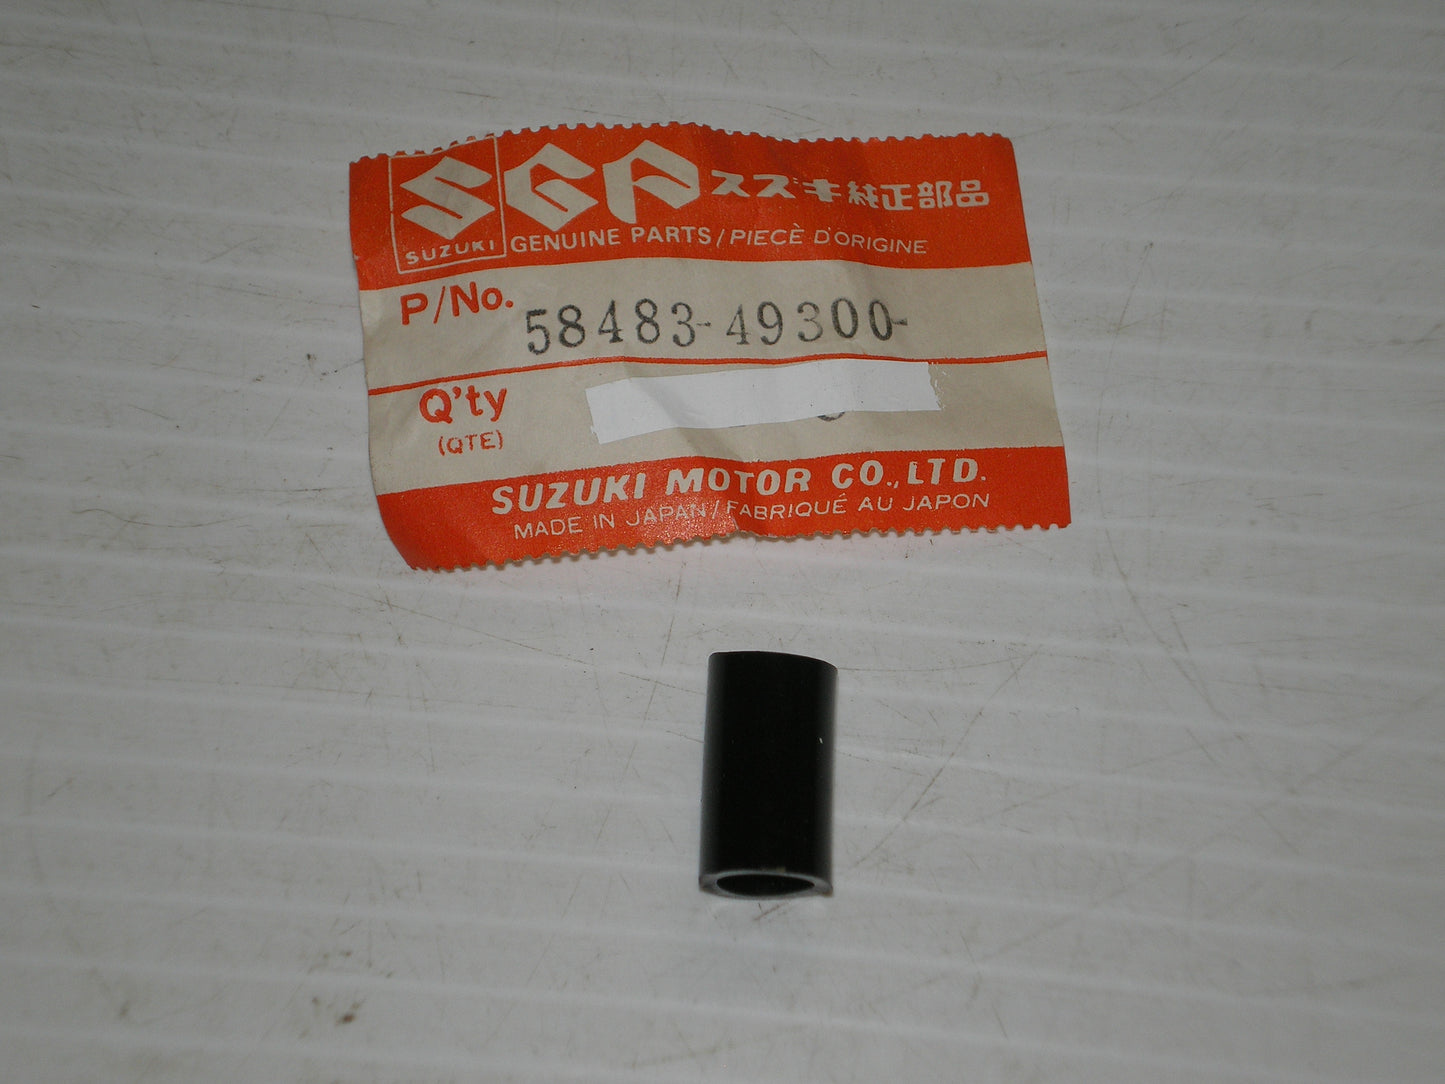 SGP スズキ純正部品
SUZUKI GENUINE PARTS/PIECÈ D'ORIGINE
P/No. 58483-49300-
Q'ty
(QTE)
SUZUKI MOTOR CO., LTD.
MADE IN JAPAN/FABRIQUÉ AU JAPON